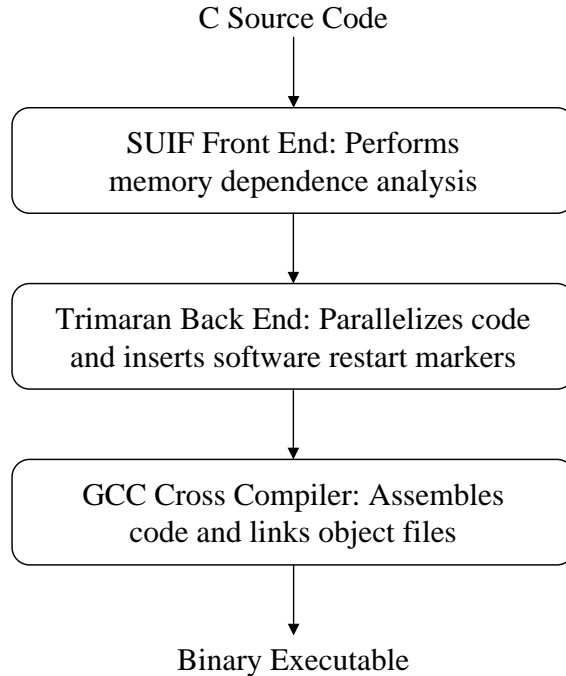 C Source Code
SUIF Front End: Performs
memory dependence analysis
Trimaran Back End: Parallelizes code
and inserts software restart markers
GCC Cross Compiler: Assembles
code and links object files
Binary Executable